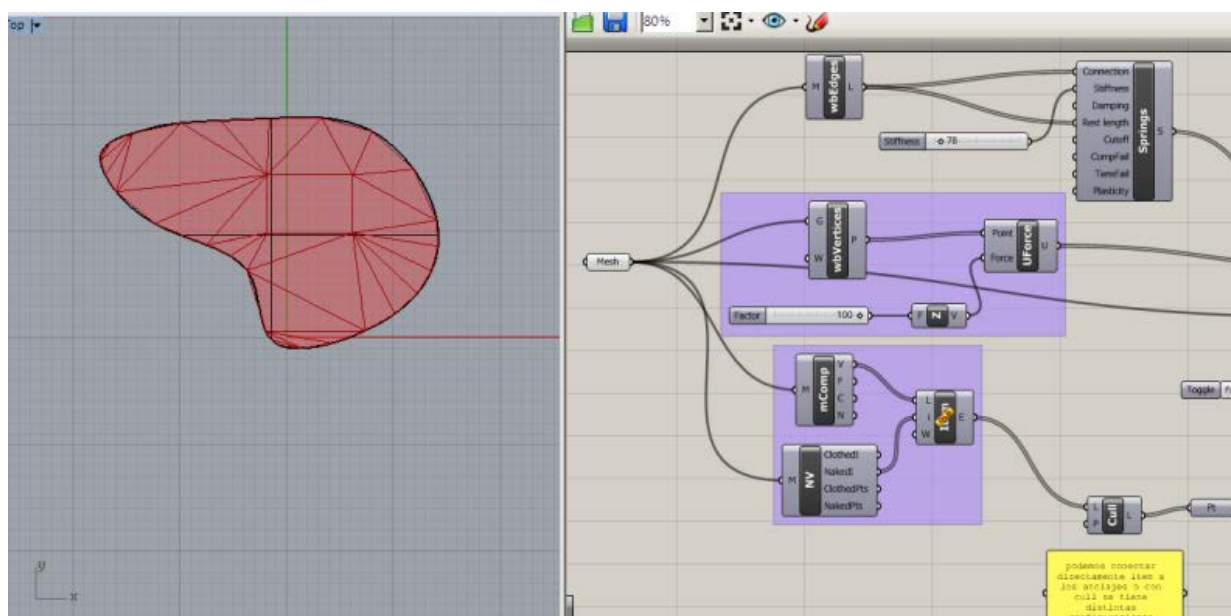 Top
80%
wbEdges
M
L
Connection
Stiffness
Damping
Rest length
Cutoff
CompFail
TensFail
Plasticity
Springs
S
Stiffness
78
wbVertices
G
W
P
Point
Force
UForce
U
Mesh
Factor
100
F
Z
V
mComp
M
V
F
C
N
L
i
W
E
Toggle
NV
M
ClothedI
NakedI
ClothedPts
NakedPts
L
P
Cull
L
Pt
podemos conectar
directamente item a
los anclajes o con
cull se tiene
distintas
y
x